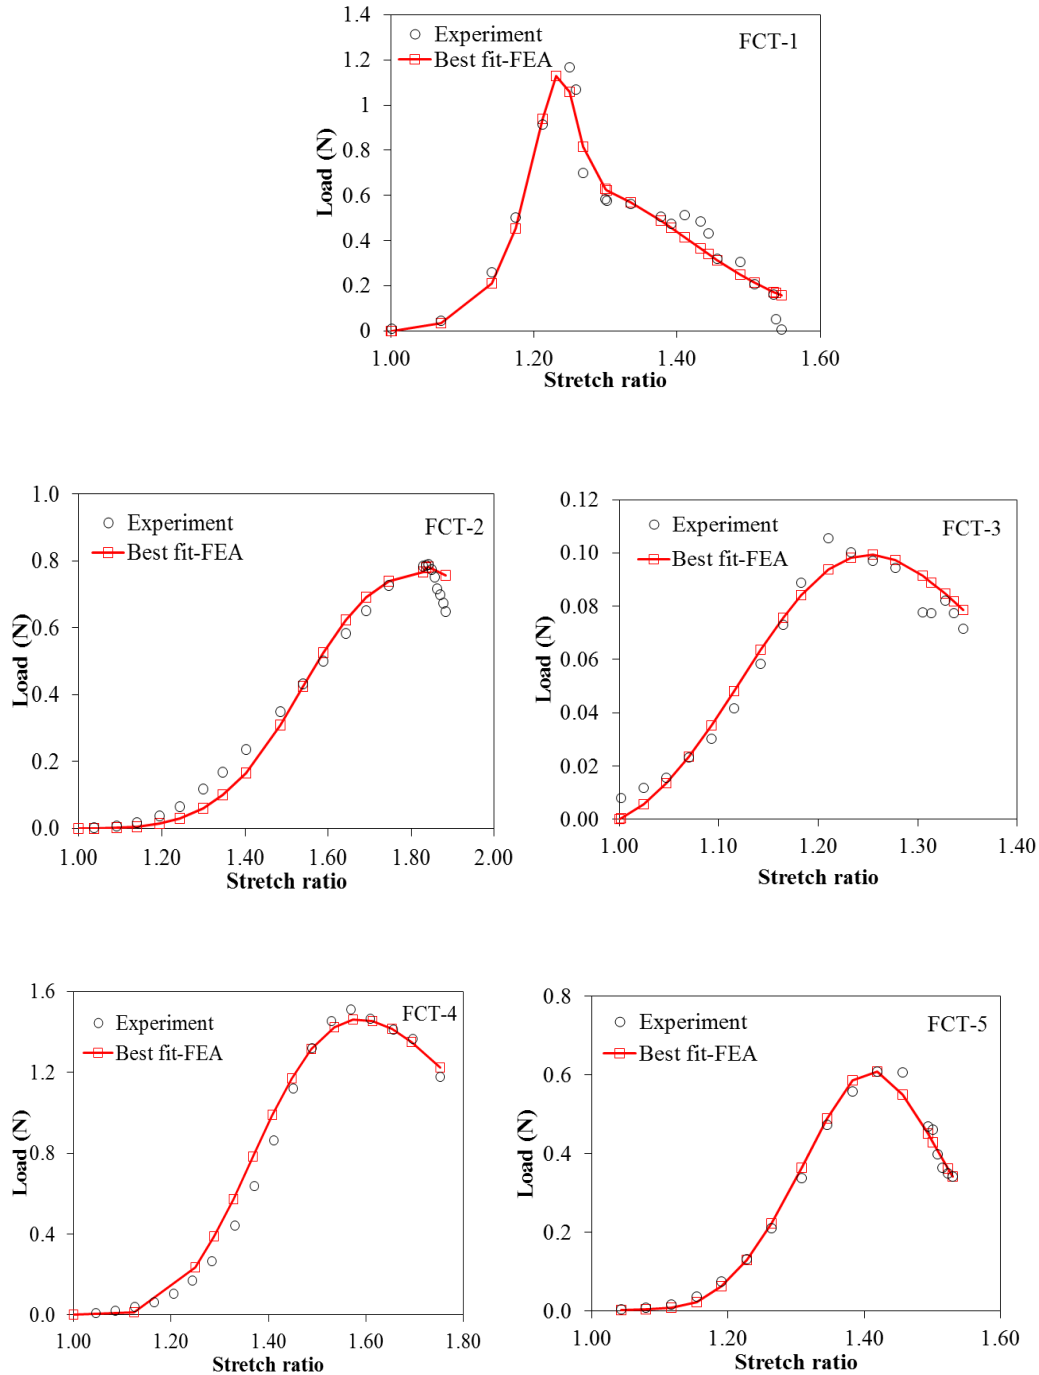 1.4
Experiment
FCT-1
Best fit-FEA
1.2
1
0.8
0.6
0.4
0.2
0
Load (N)
1.00 1.20 1.40 1.60
Stretch ratio
1.0
Experiment
FCT-2
Best fit-FEA
0.8
0.6
0.4
0.2
0.0
Load (N)
1.00 1.20 1.40 1.60 1.80 2.00
Stretch ratio
0.12
Experiment
FCT-3
Best fit-FEA
0.10
0.08
0.06
0.04
0.02
0.00
Load (N)
1.00 1.10 1.20 1.30 1.40
Stretch ratio
1.6
Experiment
FCT-4
Best fit-FEA
1.2
0.8
0.4
0.0
Load (N)
1.00 1.20 1.40 1.60 1.80
Stretch ratio
0.8
Experiment
FCT-5
Best fit-FEA
0.6
0.4
0.2
0.0
Load (N)
1.00 1.20 1.40 1.60
Stretch ratio